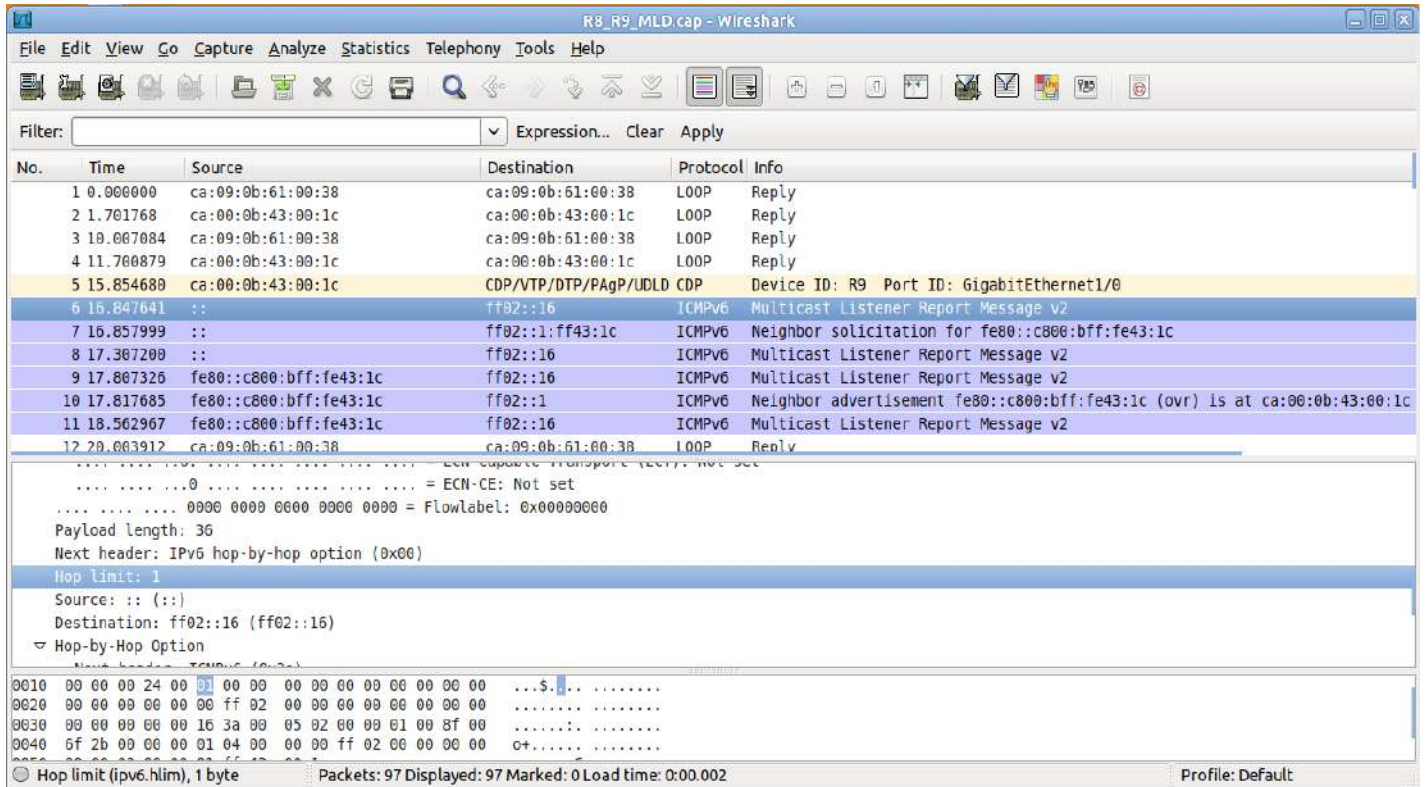 R8_R9_MLD.cap - Wireshark
File Edit View Go Capture Analyze Statistics Telephony Tools Help
Filter: Expression... Clear Apply
No. Time Source Destination Protocol Info
1 0.000000 ca:09:0b:61:00:38 ca:09:0b:61:00:38 LOOP Reply
2 1.701768 ca:00:0b:43:00:1c ca:00:0b:43:00:1c LOOP Reply
3 10.007084 ca:09:0b:61:00:38 ca:09:0b:61:00:38 LOOP Reply
4 11.700879 ca:00:0b:43:00:1c ca:00:0b:43:00:1c LOOP Reply
5 15.854680 ca:00:0b:43:00:1c CDP/VTP/DTP/PAgP/UDLD CDP Device ID: R9 Port ID: GigabitEthernet1/0
6 16.847641 :: ff02::16 ICMPv6 Multicast Listener Report Message v2
7 16.857999 :: ff02::1:ff43:1c ICMPv6 Neighbor solicitation for fe80::c800:bff:fe43:1c
8 17.307200 :: ff02::16 ICMPv6 Multicast Listener Report Message v2
9 17.807326 fe80::c800:bff:fe43:1c ff02::16 ICMPv6 Multicast Listener Report Message v2
10 17.817685 fe80::c800:bff:fe43:1c ff02::1 ICMPv6 Neighbor advertisement fe80::c800:bff:fe43:1c (ovr) is at ca:00:0b:43:00:1c
11 18.562967 fe80::c800:bff:fe43:1c ff02::16 ICMPv6 Multicast Listener Report Message v2
12 20.003912 ca:09:0b:61:00:38 ca:09:0b:61:00:38 LOOP Reply
.... .... ...0 .... .... .... .... .... = ECN-CE: Not set
.... .... .... 0000 0000 0000 0000 0000 = Flowlabel: 0x00000000
Payload length: 36
Next header: IPv6 hop-by-hop option (0x00)
Hop limit: 1
Source: :: (::)
Destination: ff02::16 (ff02::16)
Hop-by-Hop Option
0010 00 00 00 24 00 01 00 00 00 00 00 00 00 00 00 00 ...$.... ........
0020 00 00 00 00 00 00 ff 02 00 00 00 00 00 00 00 00 ........ ........
0030 00 00 00 00 00 16 3a 00 05 02 00 00 01 00 8f 00 ......:. ........
0040 6f 2b 00 00 00 01 04 00 00 00 ff 02 00 00 00 00 o+...... ........
Hop limit (ipv6.hlim), 1 byte Packets: 97 Displayed: 97 Marked: 0 Load time: 0:00.002 Profile: Default